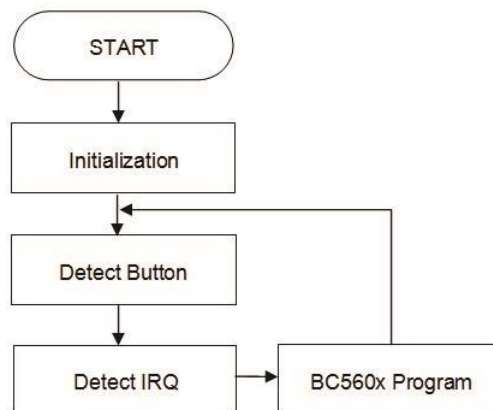 START
Initialization
Detect Button
Detect IRQ
BC560x Program